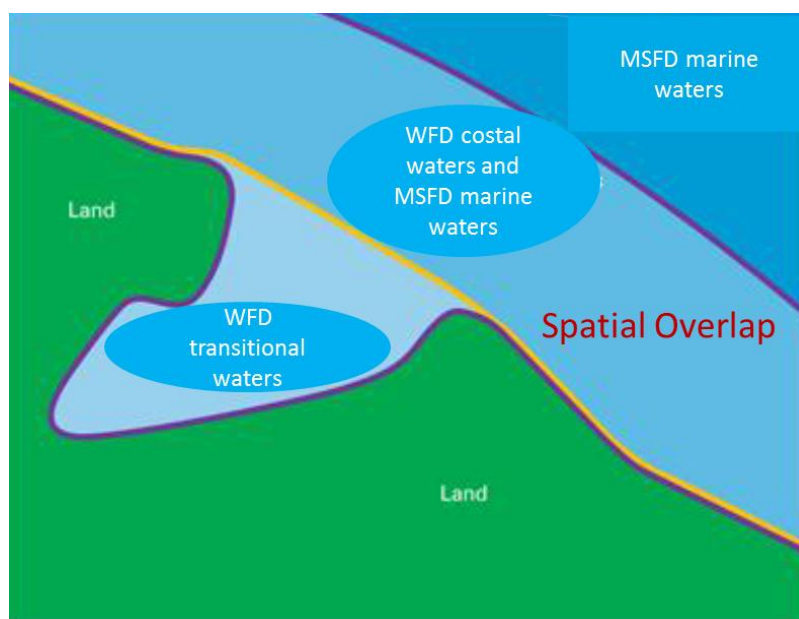 MSFD marine
waters
WFD costal
waters and
MSFD marine
waters
Land
WFD
transitional
waters
Spatial Overlap
Land